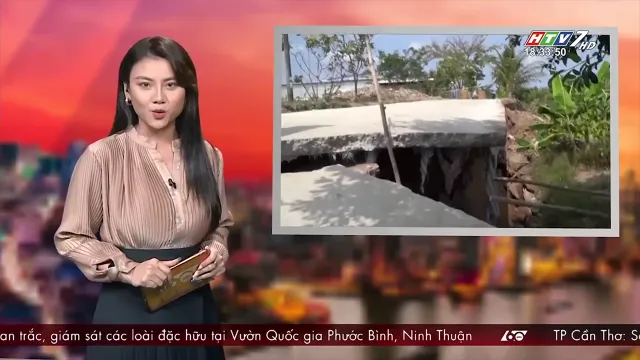 HTV7 HD
18:33:50
an trắc, giám sát các loài đặc hữu tại Vườn Quốc gia Phước Bình, Ninh Thuận 60 TP Cần Thơ: S